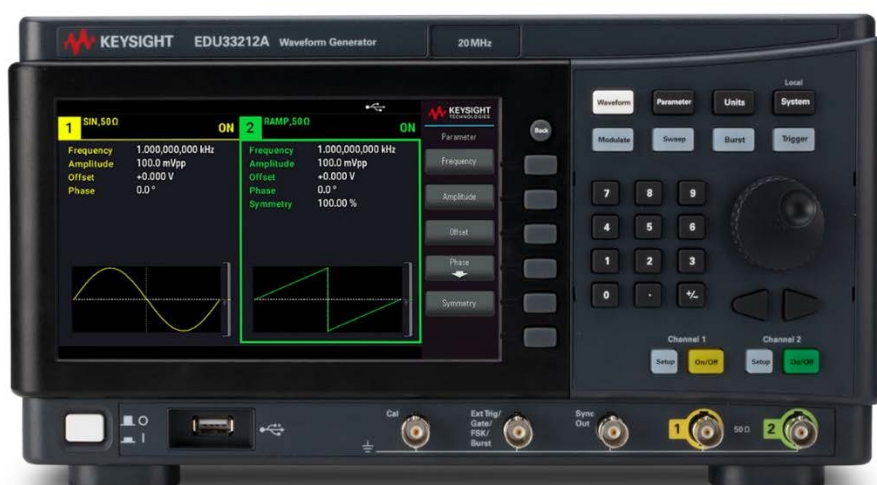 KEYSIGHT EDU33212A Waveform Generator 20 MHz
1 SIN,50Ω ON
Frequency 1.000,000,000 kHz
Amplitude 100.0 mVpp
Offset +0.000 V
Phase 0.0 °
2 RAMP,50Ω ON
Frequency 1.000,000,000 kHz
Amplitude 100.0 mVpp
Offset +0.000 V
Phase 0.0 °
Symmetry 100.00 %
KEYSIGHT
TECHNOLOGIES
Parameter
Frequency
Amplitude
Offset
Phase
Symmetry
Back
Local
Waveform Parameter Units System
Modulate Sweep Burst Trigger
7 8 9
4 5 6
1 2 3
0 . +/-
Channel 1 Channel 2
Setup On/Off Setup On/Off
O
I
Cal
Ext Trig/
Gate/
FSK/
Burst
Sync
Out
1 50 Ω 2